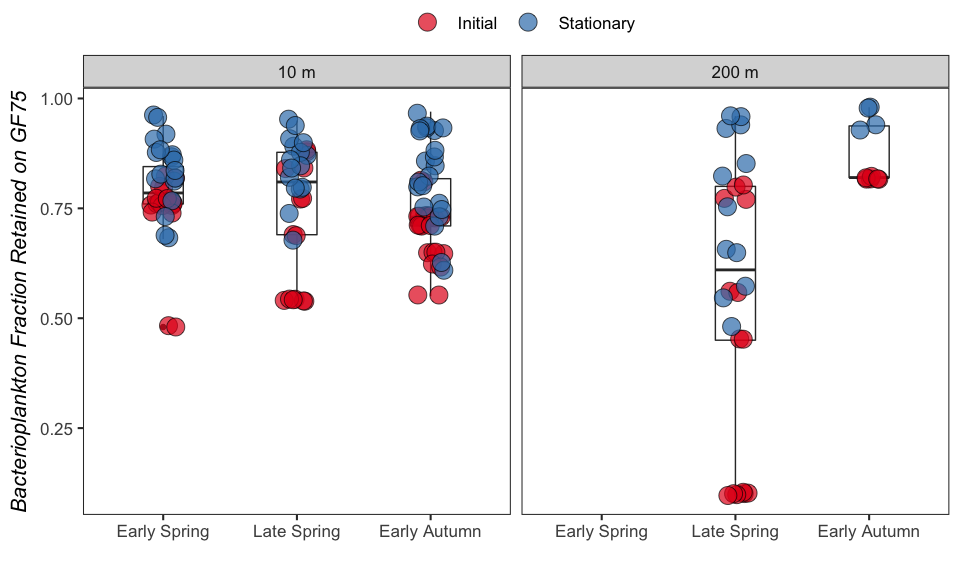 Initial Stationary
10 m 200 m
Bacterioplankton Fraction Retained on GF75
1.00
0.75
0.50
0.25
Early Spring Late Spring Early Autumn Early Spring Late Spring Early Autumn